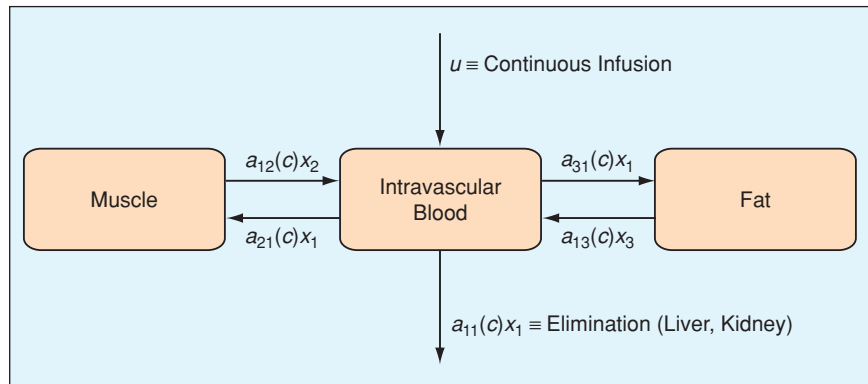 u ≡ Continuous Infusion
a₁₂(c)x₂
a₃₁(c)x₁
Muscle
Intravascular
Blood
Fat
a₂₁(c)x₁
a₁₃(c)x₃
a₁₁(c)x₁ ≡ Elimination (Liver, Kidney)